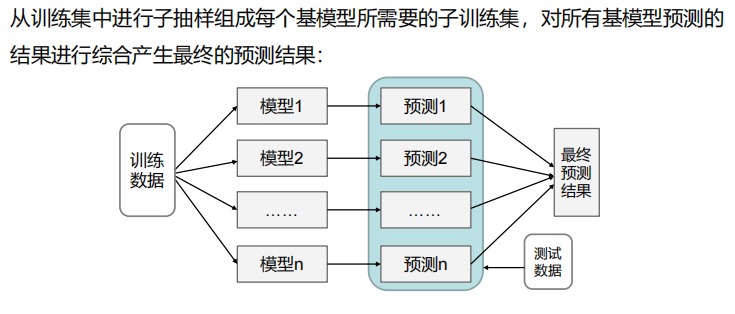 从训练集中进行子抽样组成每个基模型所需要的子训练集，对所有基模型预测的
结果进行综合产生最终的预测结果：
训练
数据
模型1
模型2
……
模型n
预测1
预测2
……
预测n
最终
预测
结果
测试
数据